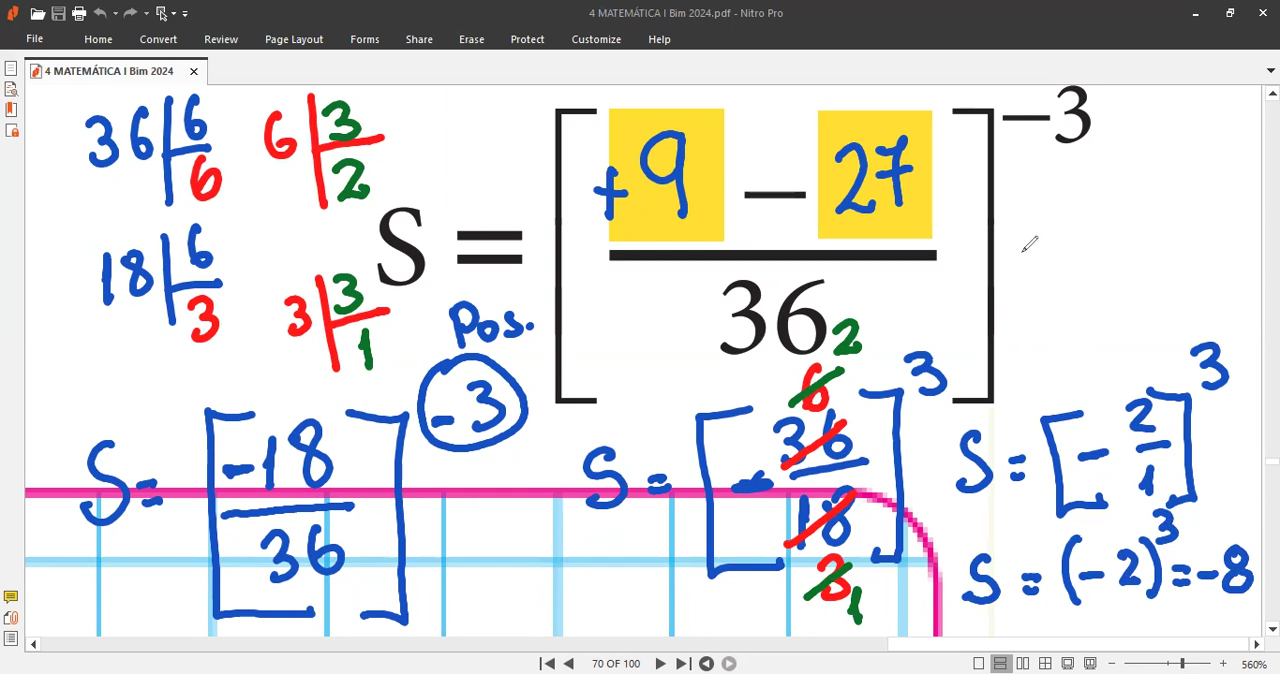 4 MATEMÁTICA I Bim 2024.pdf - Nitro Pro
File Home Convert Review Page Layout Forms Share Erase Protect Customize Help
4 MATEMÁTICA I Bim 2024 ×
36 | 6
6
6 | 3
2
18 | 6
3
3 | 3
1
S = [ +9 − 27 / 36 ]^−3
Pos.
S = [ -18 / 36 ]^-3
S = [ - 36 / 18 ]^3
6 2
3 1
S = [ - 2 / 1 ]^3
S = (-2)^3 = -8
70 OF 100
560%